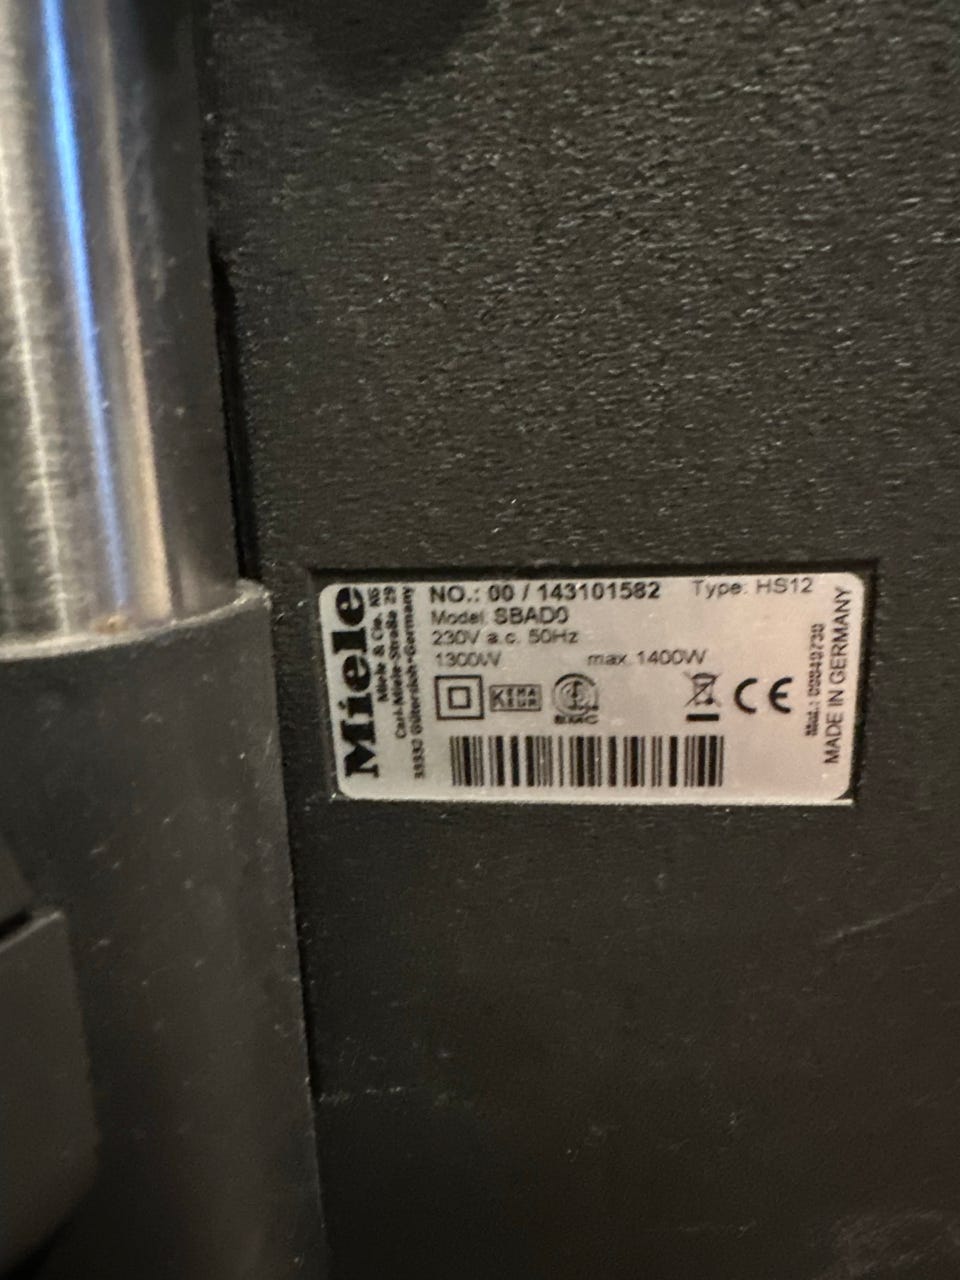 Miele
Miele & Cie. KG
Carl-Miele-Straße 29
33332 Gütersloh•Germany
NO.: 00 / 143101582 Type: HS12
Model: SBAD0
230V a.c. 50Hz
1300W max. 1400W
KEMA
KEUR
EMC
CE
MADE IN GERMANY